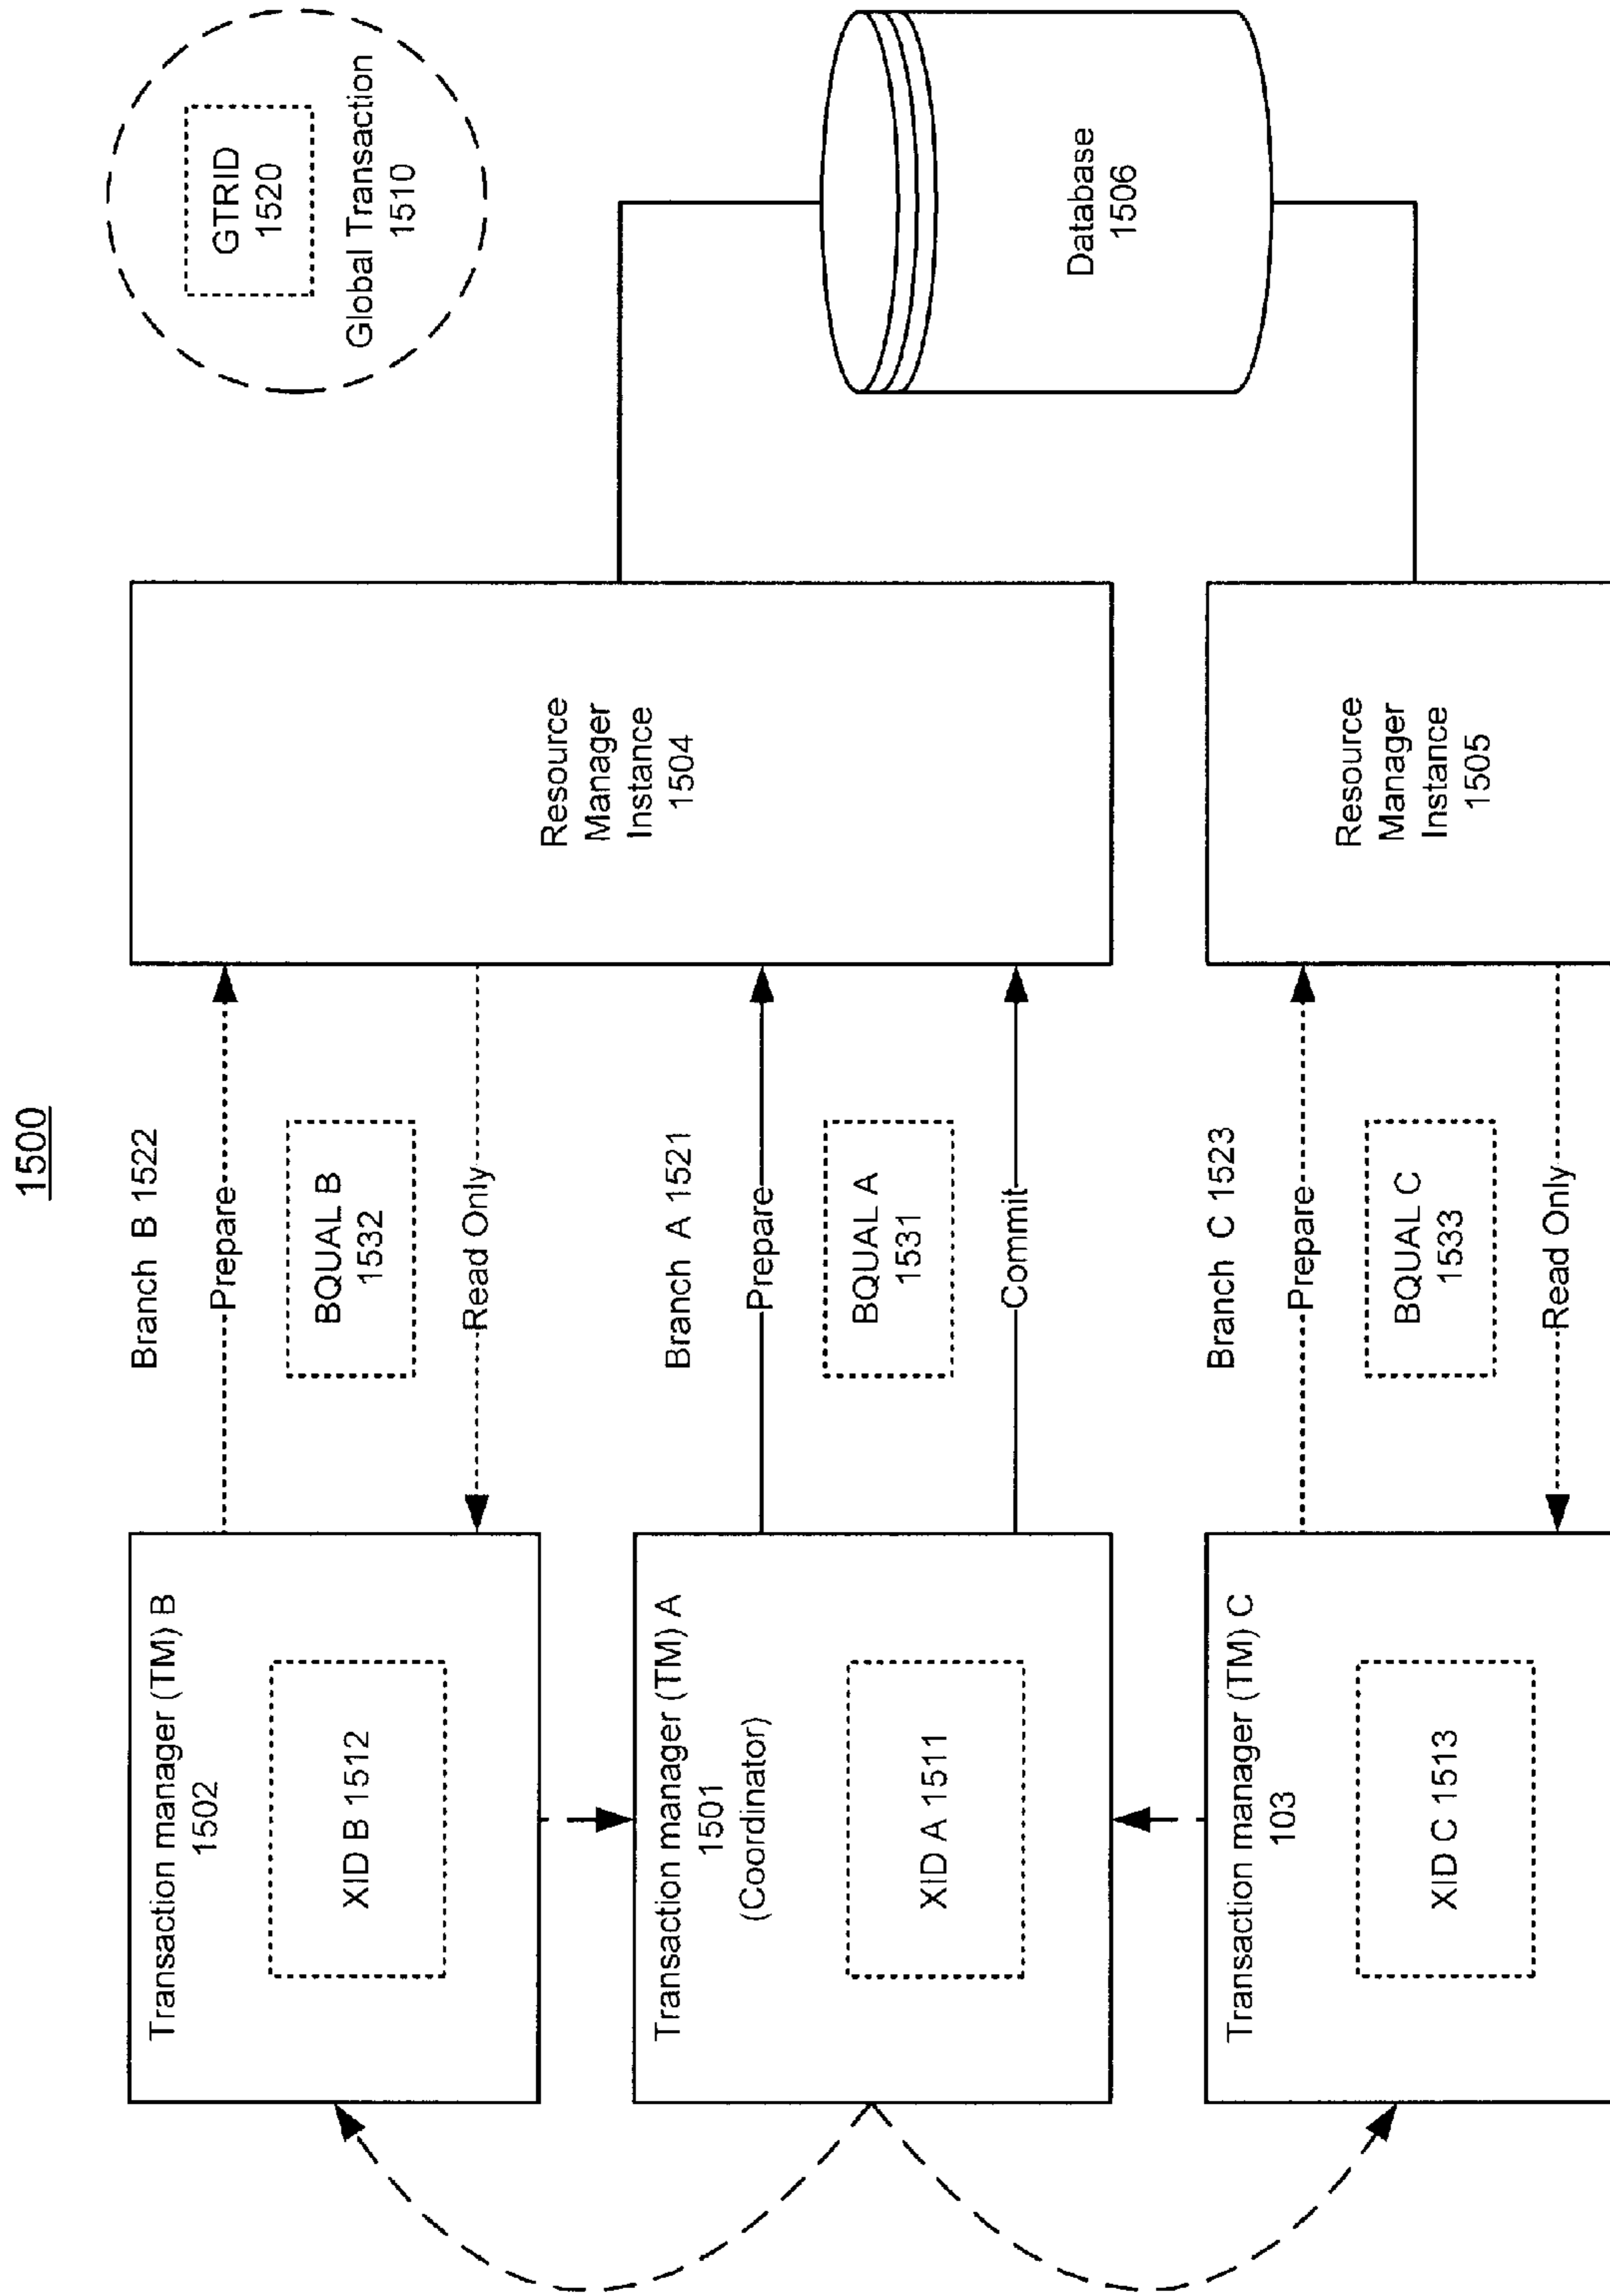 1500
GTRID
1520
Global Transaction
1510
Branch B 1522
Prepare
BQUAL B
1532
Read Only
Transaction manager (TM) B
1502
XID B 1512
Resource
Manager
Instance
1504
Branch A 1521
Prepare
BQUAL A
1531
Commit
Transaction manager (TM) A
1501
(Coordinator)
XID A 1511
Database
1506
Branch C 1523
Prepare
BQUAL C
1533
Read Only
Transaction manager (TM) C
103
XID C 1513
Resource
Manager
Instance
1505